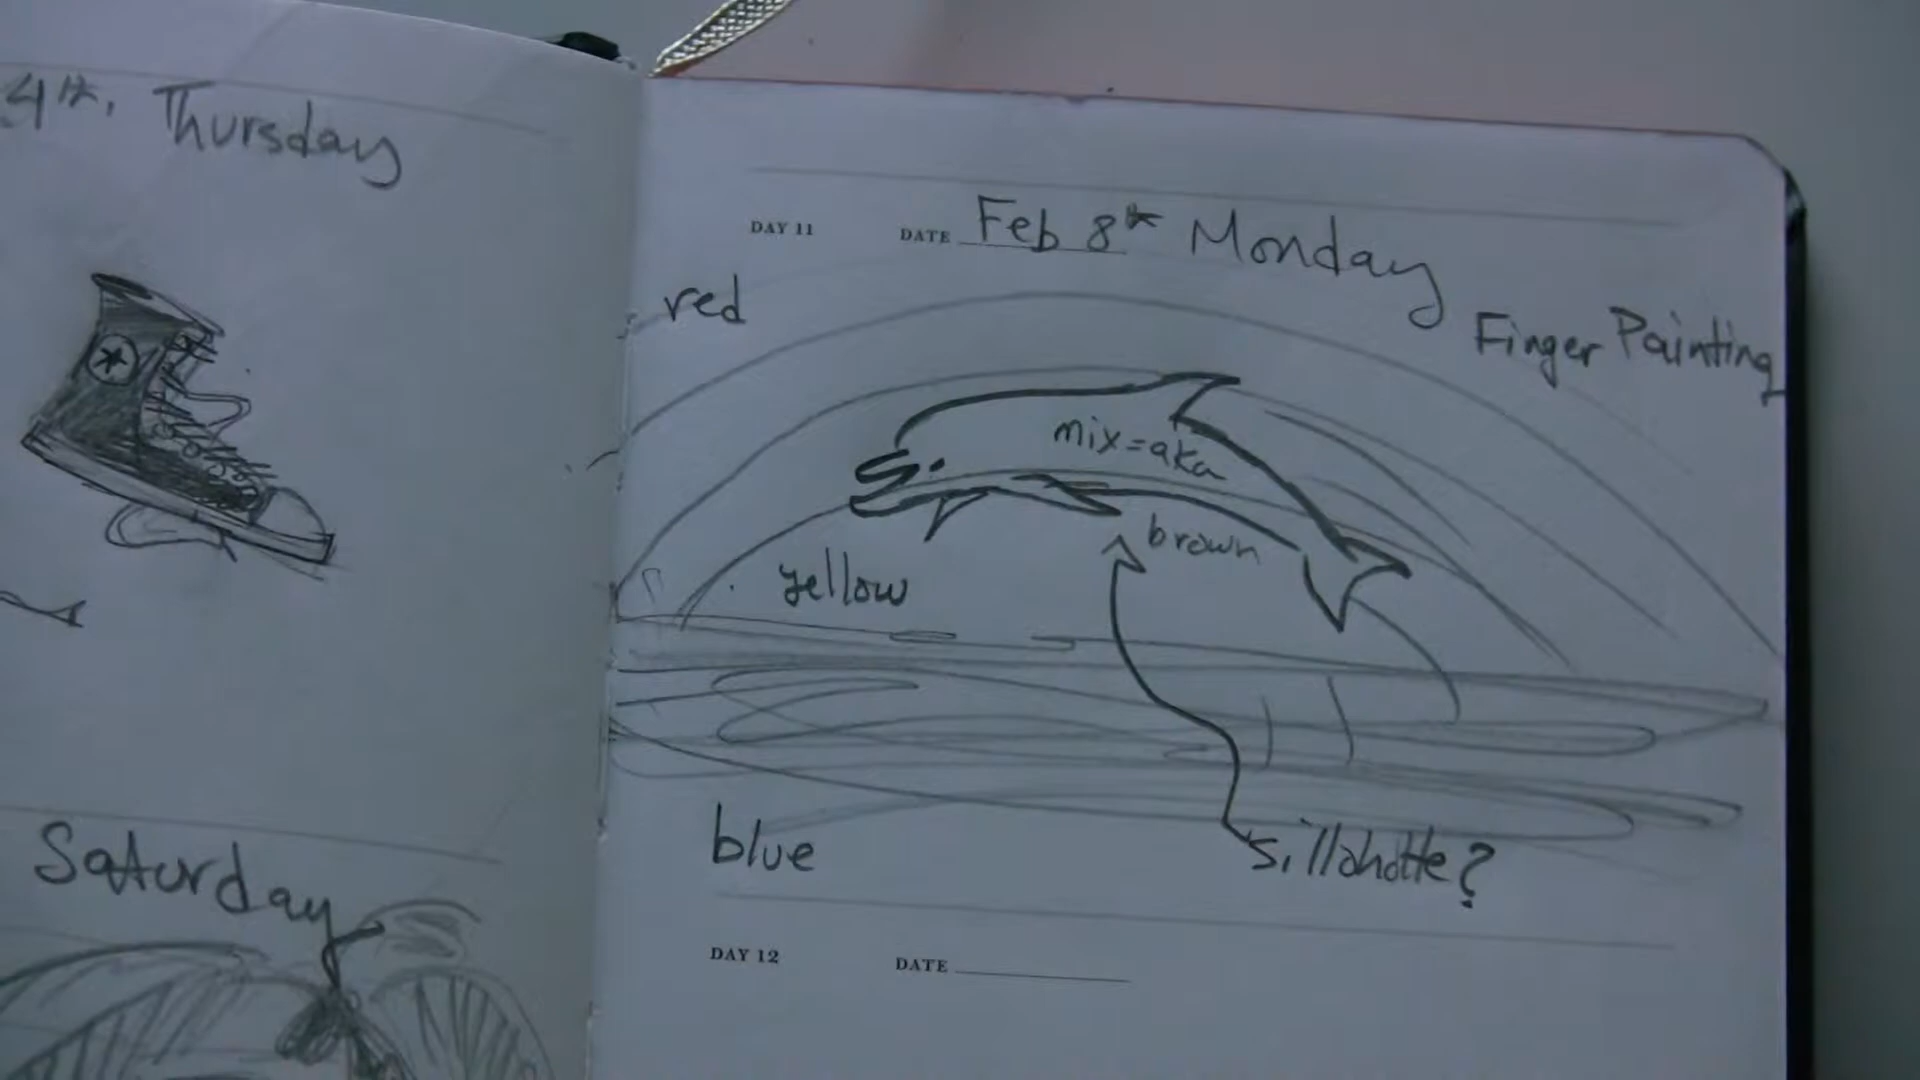 4th, Thursday
Saturday
DAY 11 DATE Feb 8th Monday
red
Finger Painting
mix=aka
brown
yellow
blue
sillohotte?
DAY 12 DATE